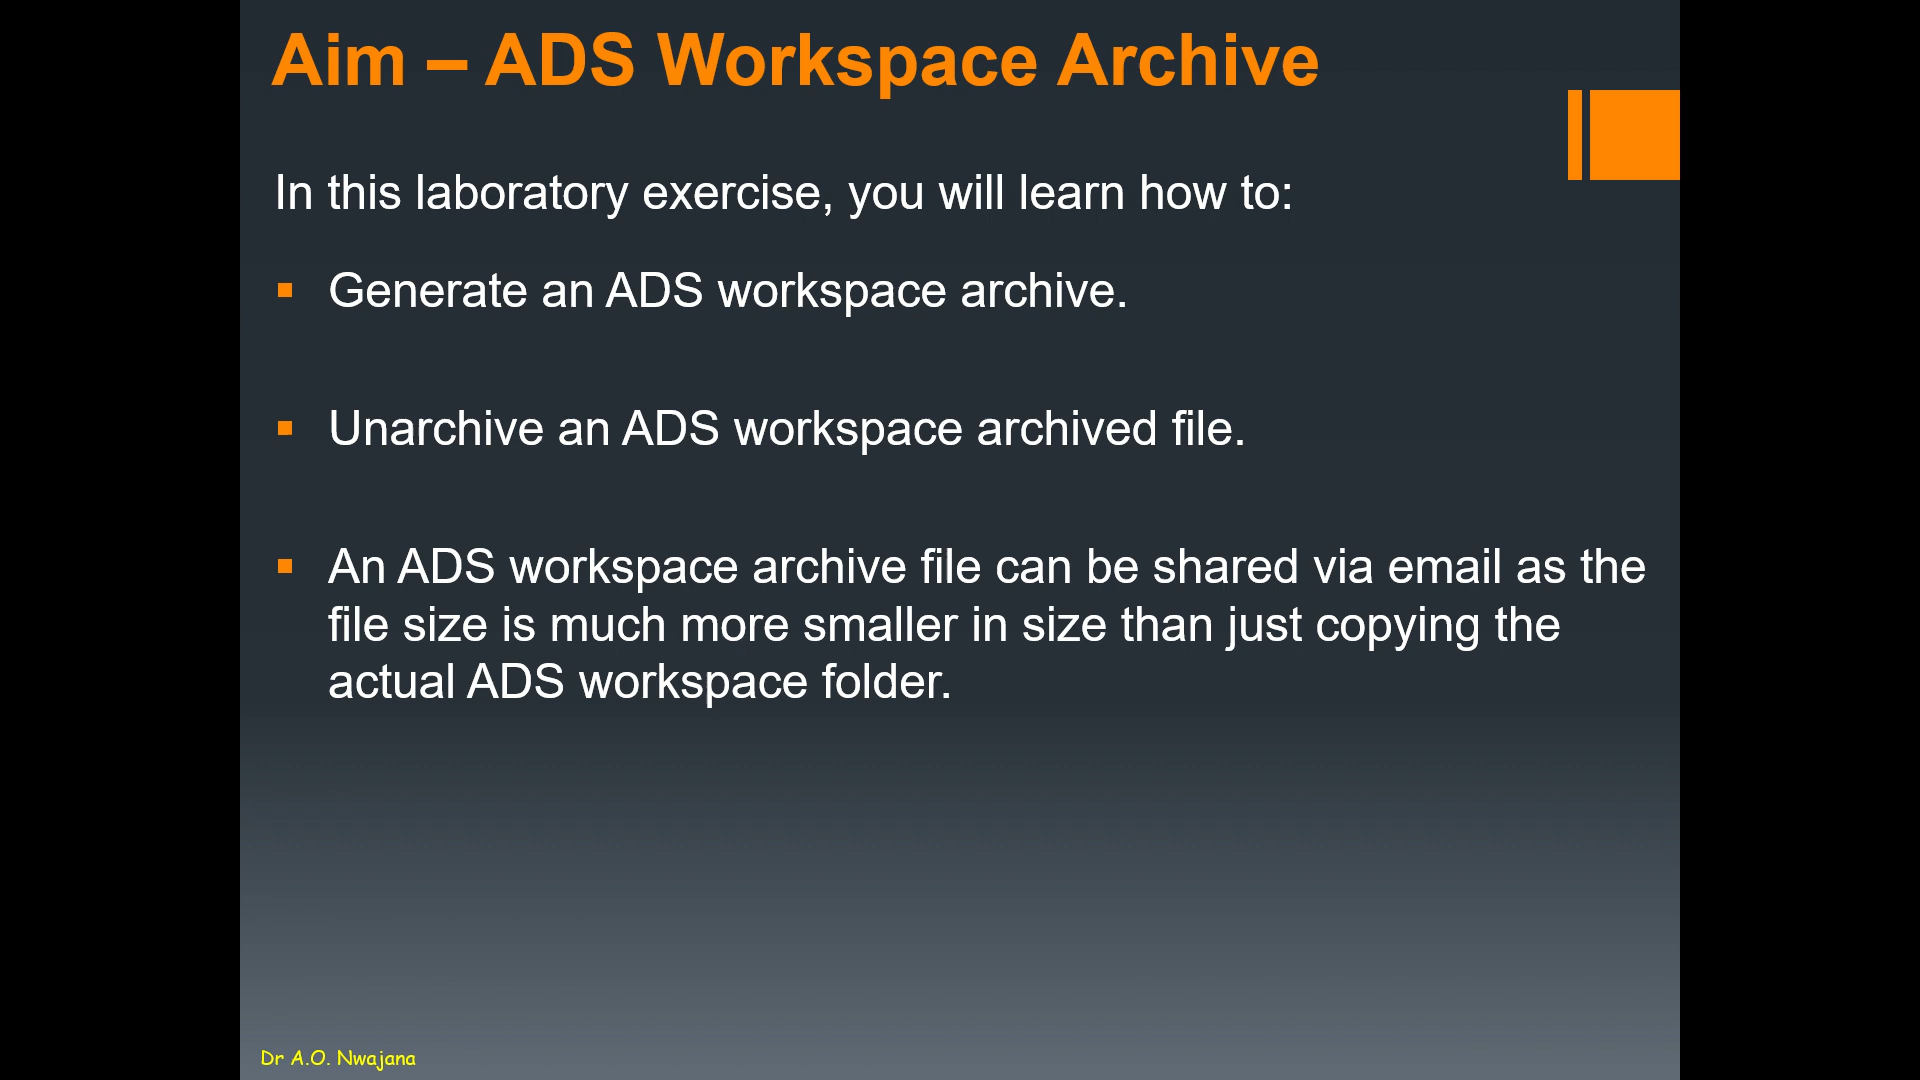 Aim – ADS Workspace Archive
In this laboratory exercise, you will learn how to:
▪ Generate an ADS workspace archive.
▪ Unarchive an ADS workspace archived file.
▪ An ADS workspace archive file can be shared via email as the
file size is much more smaller in size than just copying the
actual ADS workspace folder.
Dr A.O. Nwajana